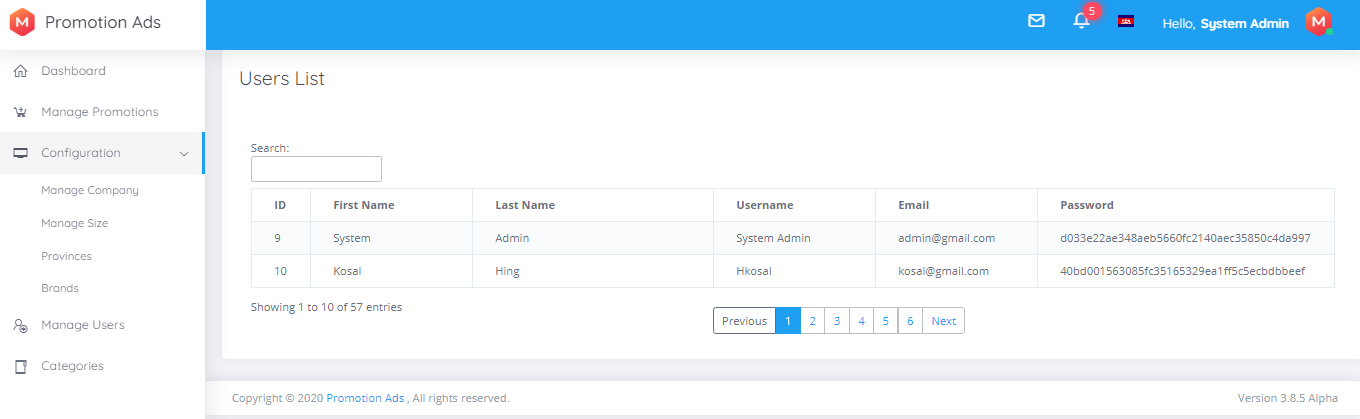 M Promotion Ads
5
Hello, System Admin M
Dashboard
Manage Promotions
Configuration
Manage Company
Manage Size
Provinces
Brands
Manage Users
Categories
Users List
Search:
ID First Name Last Name Username Email Password
9 System Admin System Admin admin@gmail.com d033e22ae348aeb5660fc2140aec35850c4da997
10 Kosal Hing Hkosal kosal@gmail.com 40bd001563085fc35165329ea1ff5c5ecbdbbeef
Showing 1 to 10 of 57 entries
Previous 1 2 3 4 5 6 Next
Copyright © 2020 Promotion Ads , All rights reserved.
Version 3.8.5 Alpha